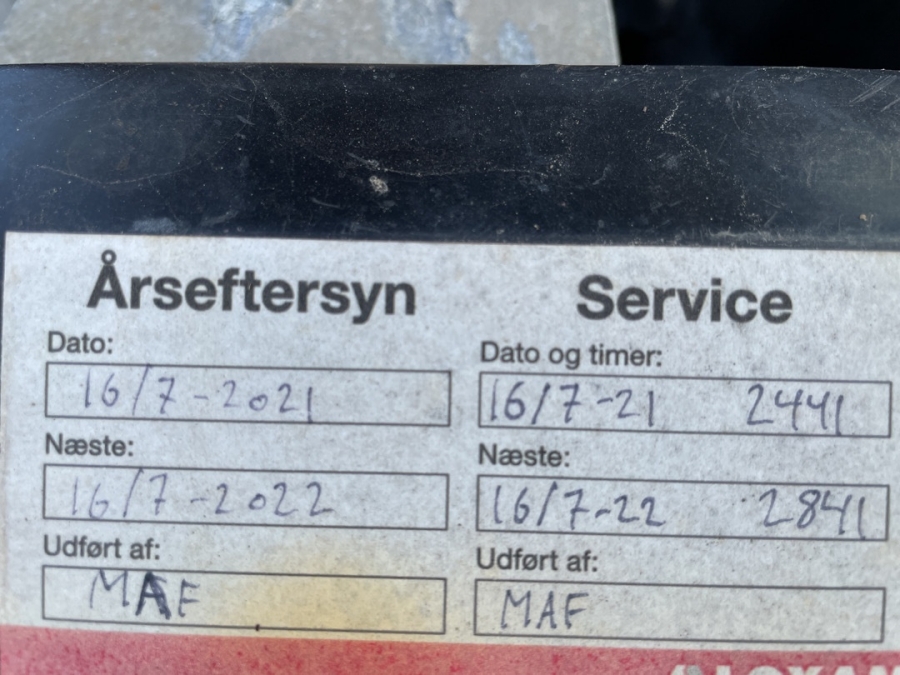 Årseftersyn
Dato:
16/7-2021
Næste:
16/7-2022
Udført af:
MAF
Service
Dato og timer:
16/7-21 2441
Næste:
16/7-22 2841
Udført af:
MAF